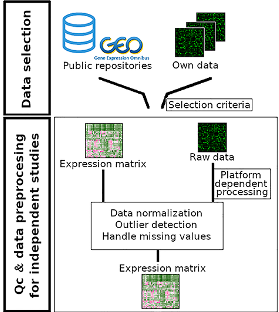 Data selection
GEO
Gene Expression Omnibus
Public repositories
Own data
Selection criteria
Qc & data preprocesing
for independent studies
Expression matrix
Raw data
Platform
dependent
processing
Data normalization
Outlier detection
Handle missing values
Expression matrix